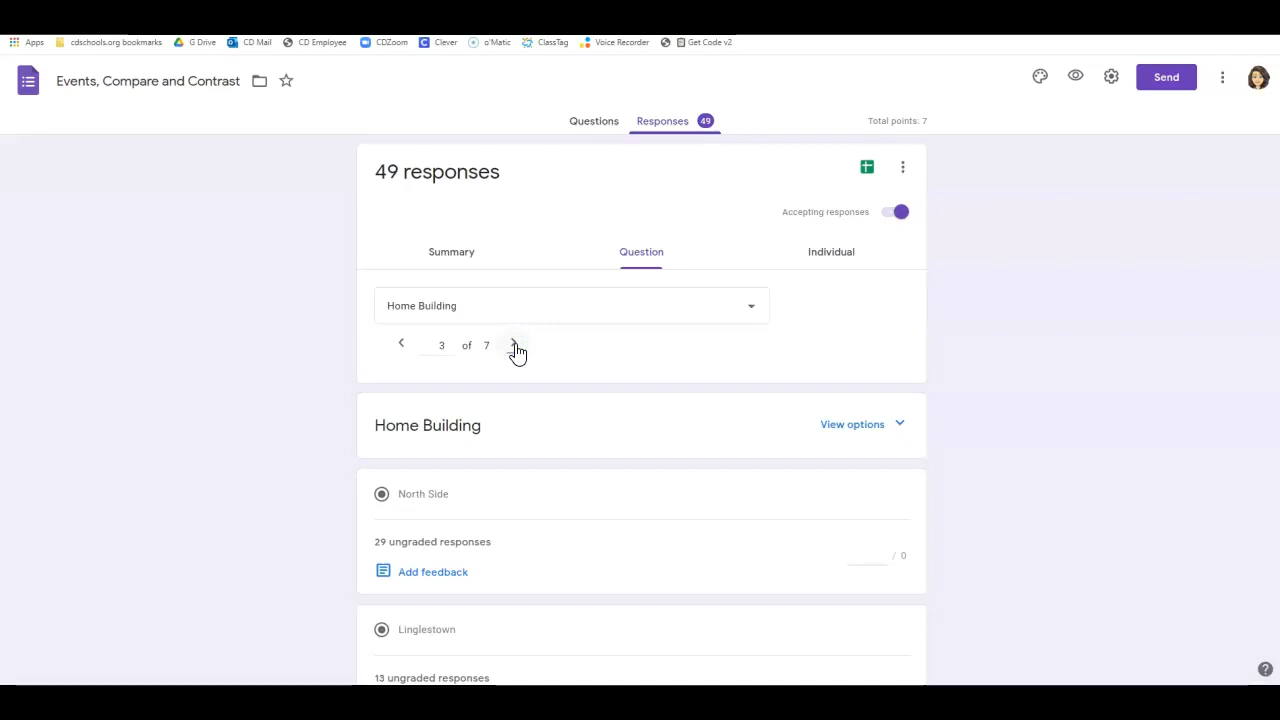 Apps cdschools.org bookmarks G Drive CD Mail CD Employee CDZoom Clever o'Matic ClassTag Voice Recorder Get Code v2
Events, Compare and Contrast Send
Questions Responses 49 Total points: 7
49 responses
Accepting responses
Summary Question Individual
Home Building
3 of 7
Home Building View options
North Side
29 ungraded responses
/ 0
Add feedback
Linglestown
13 ungraded responses